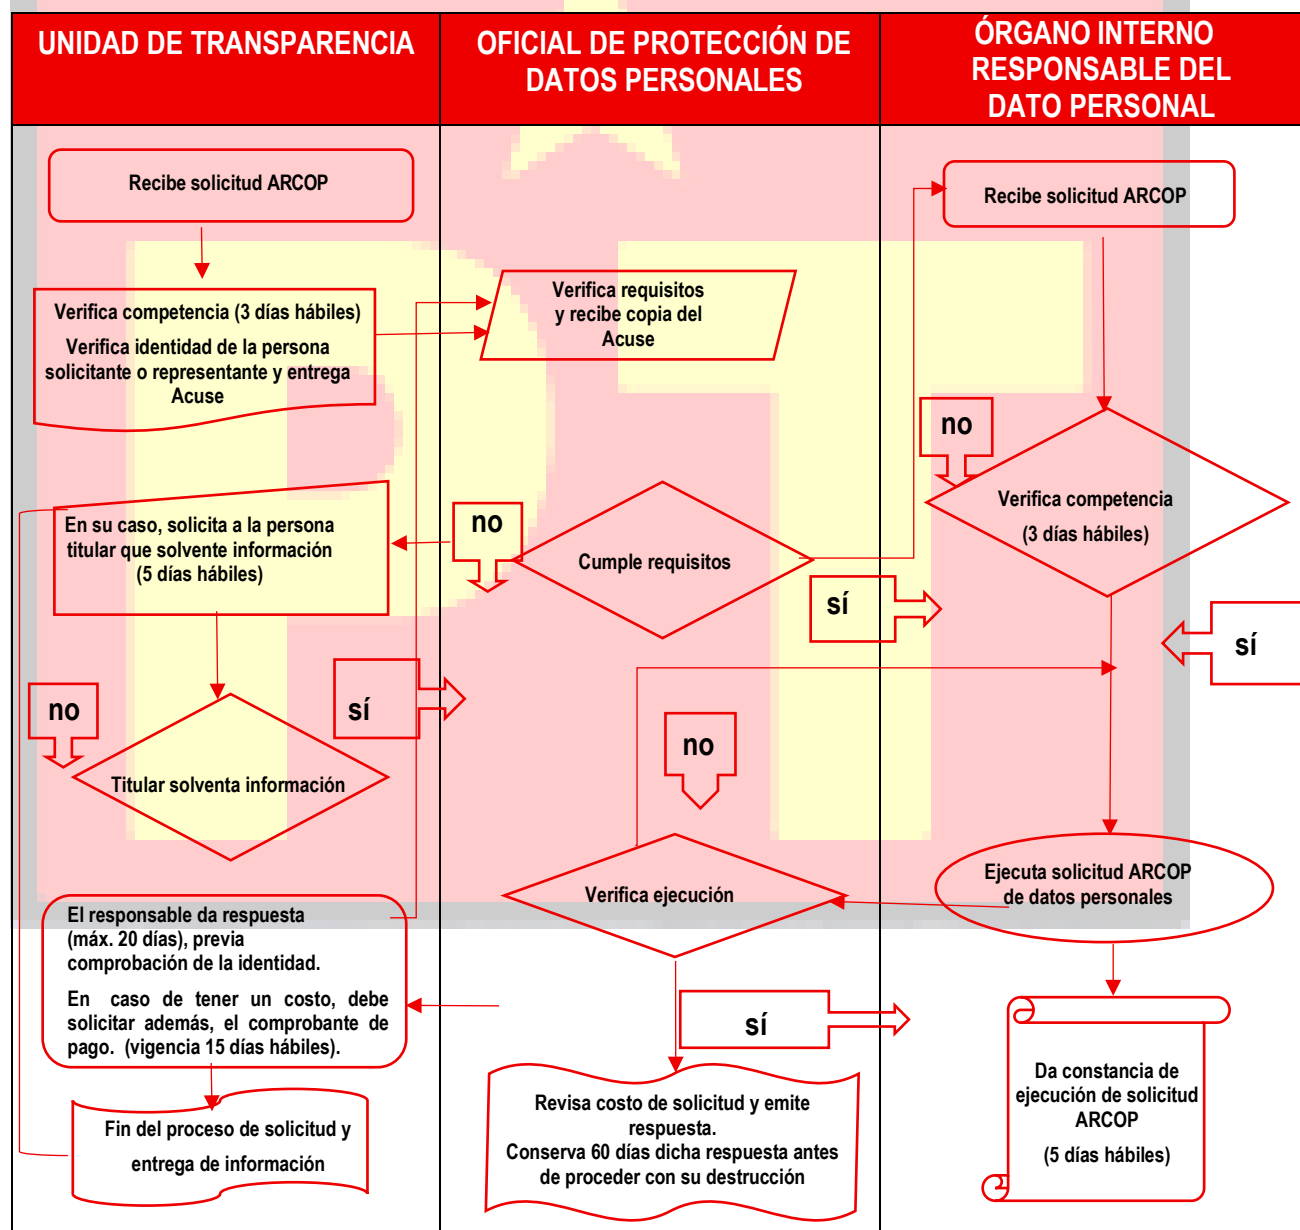 UNIDAD DE TRANSPARENCIA
OFICIAL DE PROTECCIÓN DE
DATOS PERSONALES
ÓRGANO INTERNO
RESPONSABLE DEL
DATO PERSONAL
Recibe solicitud ARCOP
Verifica competencia (3 días hábiles)
Verifica identidad de la persona
solicitante o representante y entrega
Acuse
En su caso, solicita a la persona
titular que solvente información
(5 días hábiles)
no
sí
Titular solventa información
El responsable da respuesta
(máx. 20 días), previa
comprobación de la identidad.
En caso de tener un costo, debe
solicitar además, el comprobante de
pago. (vigencia 15 días hábiles).
Fin del proceso de solicitud y
entrega de información
Verifica requisitos
y recibe copia del
Acuse
no
Cumple requisitos
sí
no
Verifica ejecución
sí
Revisa costo de solicitud y emite
respuesta.
Conserva 60 días dicha respuesta antes
de proceder con su destrucción
Recibe solicitud ARCOP
no
Verifica competencia
(3 días hábiles)
sí
Ejecuta solicitud ARCOP
de datos personales
Da constancia de
ejecución de solicitud
ARCOP
(5 días hábiles)
PT